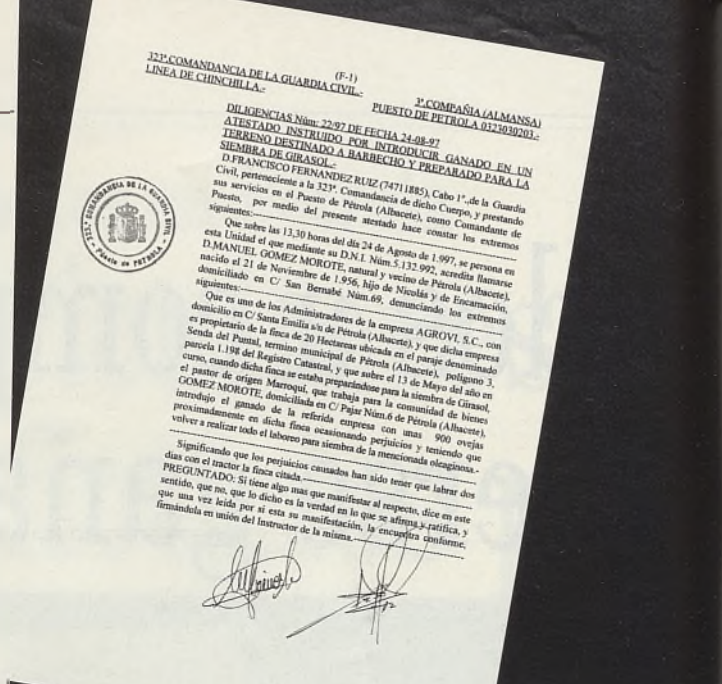 (F-1)
323ª.COMANDANCIA DE LA GUARDIA CIVIL.-
3ª.COMPAÑIA (ALMANSA)
LINEA DE CHINCHILLA.-
PUESTO DE PETROLA 0323030203.-
DILIGENCIAS Núm: 22/97 DE FECHA 24-08-97
ATESTADO INSTRUIDO POR INTRODUCIR GANADO EN UN
TERRENO DESTINADO A BARBECHO Y PREPARADO PARA LA
SIEMBRA DE GIRASOL.-
D.FRANCISCO FERNANDEZ RUIZ (74711885), Cabo 1º.,de la Guardia
Civil, perteneciente a la 323ª. Comandancia de dicho Cuerpo, y prestando
sus servicios en el Puesto de Pétrola (Albacete), como Comandante de
Puesto, por medio del presente atestado hace constar los extremos
siguientes:
Que sobre las 13,30 horas del día 24 de Agosto de 1.997, se persona en
esta Unidad el que mediante su D.N.I. Núm.5.132.992, acredita llamarse
D.MANUEL GOMEZ MOROTE, natural y vecino de Pétrola (Albacete),
nacido el 21 de Noviembre de 1.956, hijo de Nicolás y de Encarnación,
domiciliado en C/ San Bernabé Núm.69, denunciando los extremos
siguientes:
Que es uno de los Administradores de la empresa AGROVI, S.C., con
domicilio en C/ Santa Emilia s/n de Pétrola (Albacete), y que dicha empresa
es propietario de la finca de 20 Hectareas ubicada en el paraje denominado
Senda del Puntal, termino municipal de Pétrola (Albacete), polígono 3,
parcela 1.198 del Registro Catastral, y que sobre el 13 de Mayo del año en
curso, cuando dicha finca se estaba preparándose para la siembra de Girasol,
el pastor de origen Marroqui, que trabaja para la comunidad de bienes
GOMEZ MOROTE, domiciliada en C/ Pajar Núm.6 de Pétrola (Albacete),
introdujo el ganado de la referida empresa con unas 900 ovejas
proximadamente en dicha finca ocasionando perjuicios y teniendo que
volver a realizar todo el laboreo para siembra de la mencionada oleaginosa.-
Significando que los perjuicios causados han sido tener que labrar dos
dias con el tractor la finca citada.
PREGUNTADO: Si tiene algo mas que manifestar al respecto, dice en este
sentido, que no, que lo dicho es la verdad en lo que se afirma y ratifica, y
que una vez leida por si esta su manifestación, la encuentra conforme,
firmándola en unión del Instructor de la misma.
323.ª COMANDANCIA DE LA GUARDIA CIVIL
Puesto de PETROLA